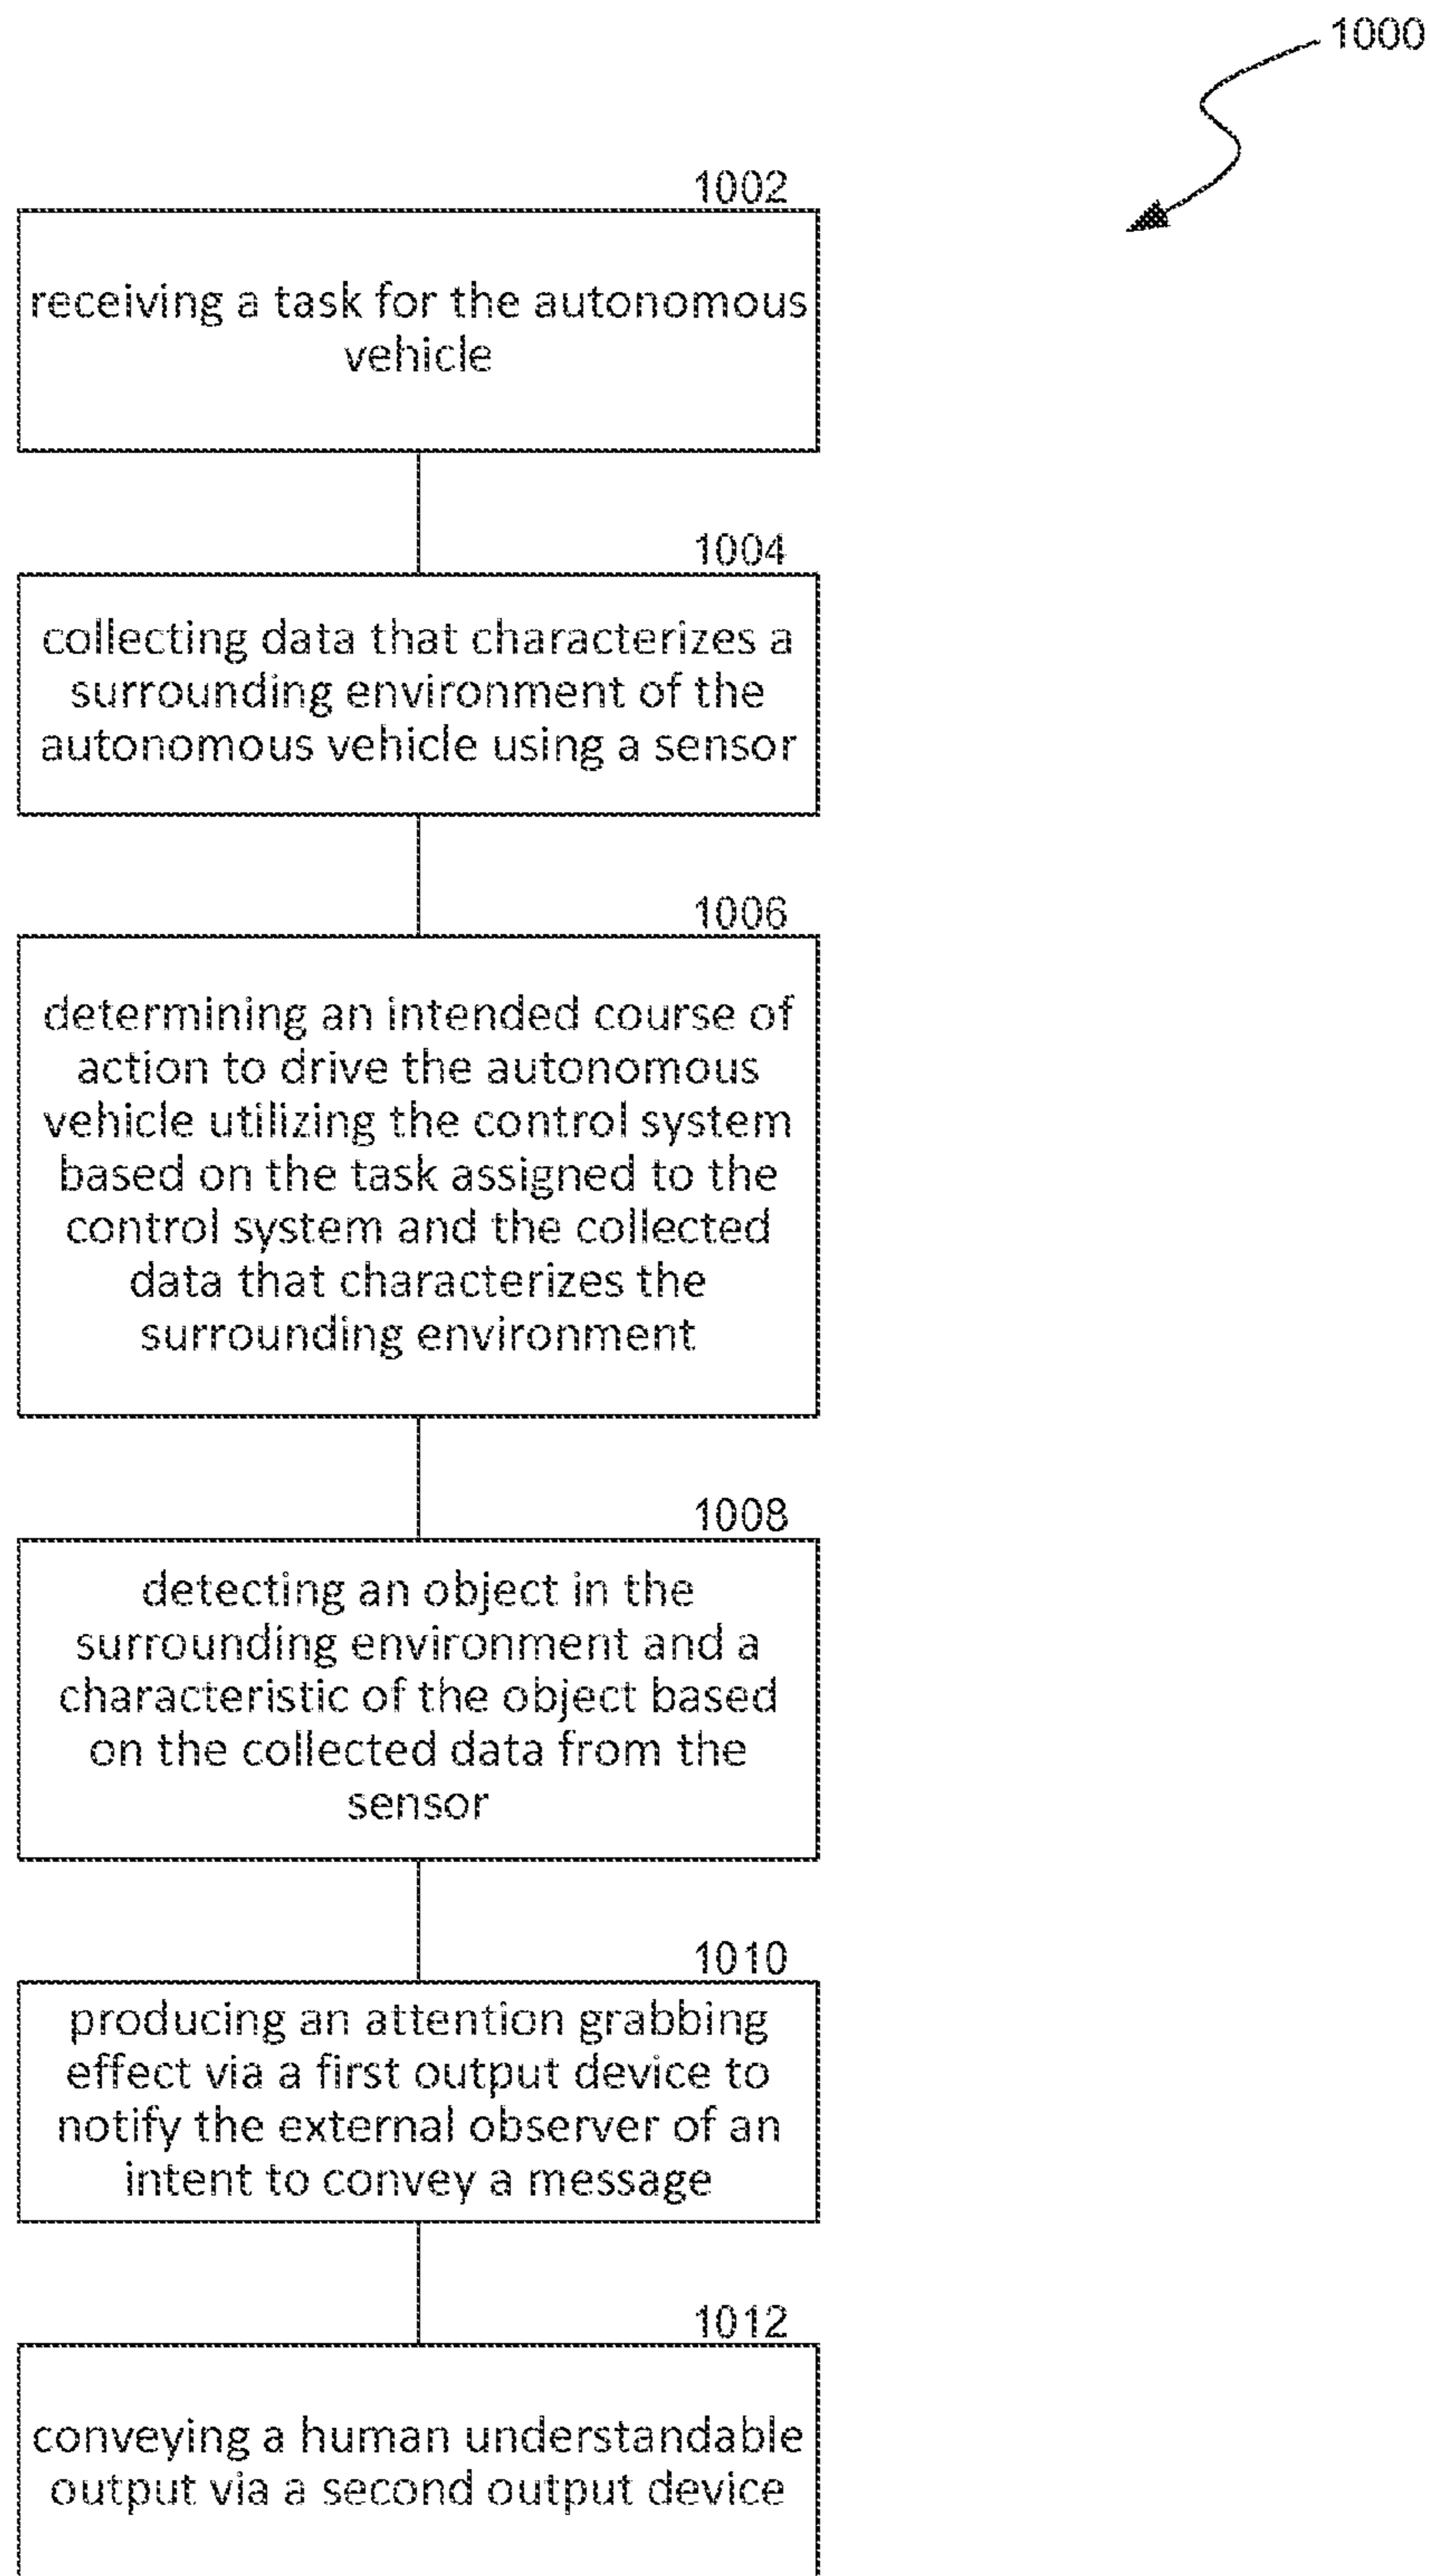 1000
1002
receiving a task for the autonomous
vehicle
1004
collecting data that characterizes a
surrounding environment of the
autonomous vehicle using a sensor
1006
determining an intended course of
action to drive the autonomous
vehicle utilizing the control system
based on the task assigned to the
control system and the collected
data that characterizes the
surrounding environment
1008
detecting an object in the
surrounding environment and a
characteristic of the object based
on the collected data from the
sensor
1010
producing an attention grabbing
effect via a first output device to
notify the external observer of an
intent to convey a message
1012
conveying a human understandable
output via a second output device